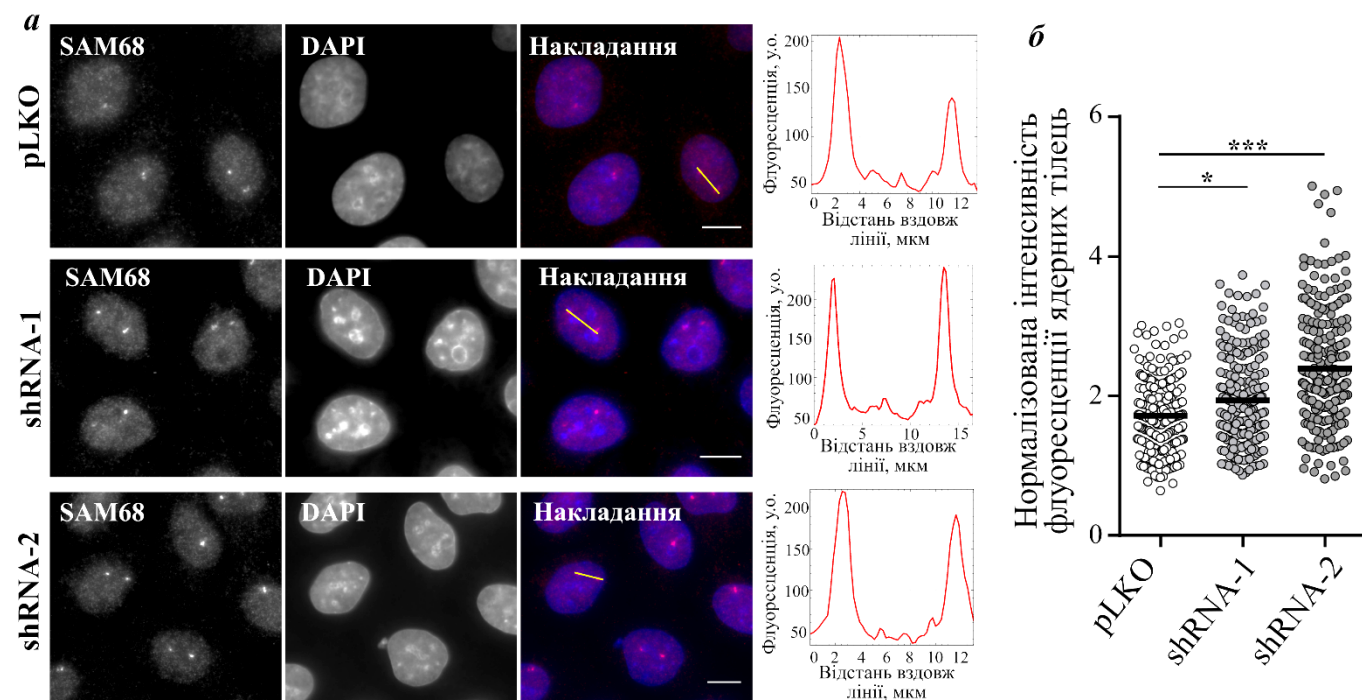 а
SAM68
DAPI
Накладання
pLKO
200
150
100
50
Флуоресценція, у.о.
0 2 4 6 8 10 12
Відстань вздовж
лінії, мкм
SAM68
DAPI
Накладання
shRNA-1
200
150
100
50
Флуоресценція, у.о.
0 5 10 15
Відстань вздовж
лінії, мкм
SAM68
DAPI
Накладання
shRNA-2
200
150
100
50
Флуорєсценція, у.о.
0 2 4 6 8 10 12
Відстань вздовж
лінії, мкм
б
Нормалізована інтенсивність
флуоресценції ядерних тілець
6
4
2
0
***
*
pLKO
shRNA-1
shRNA-2